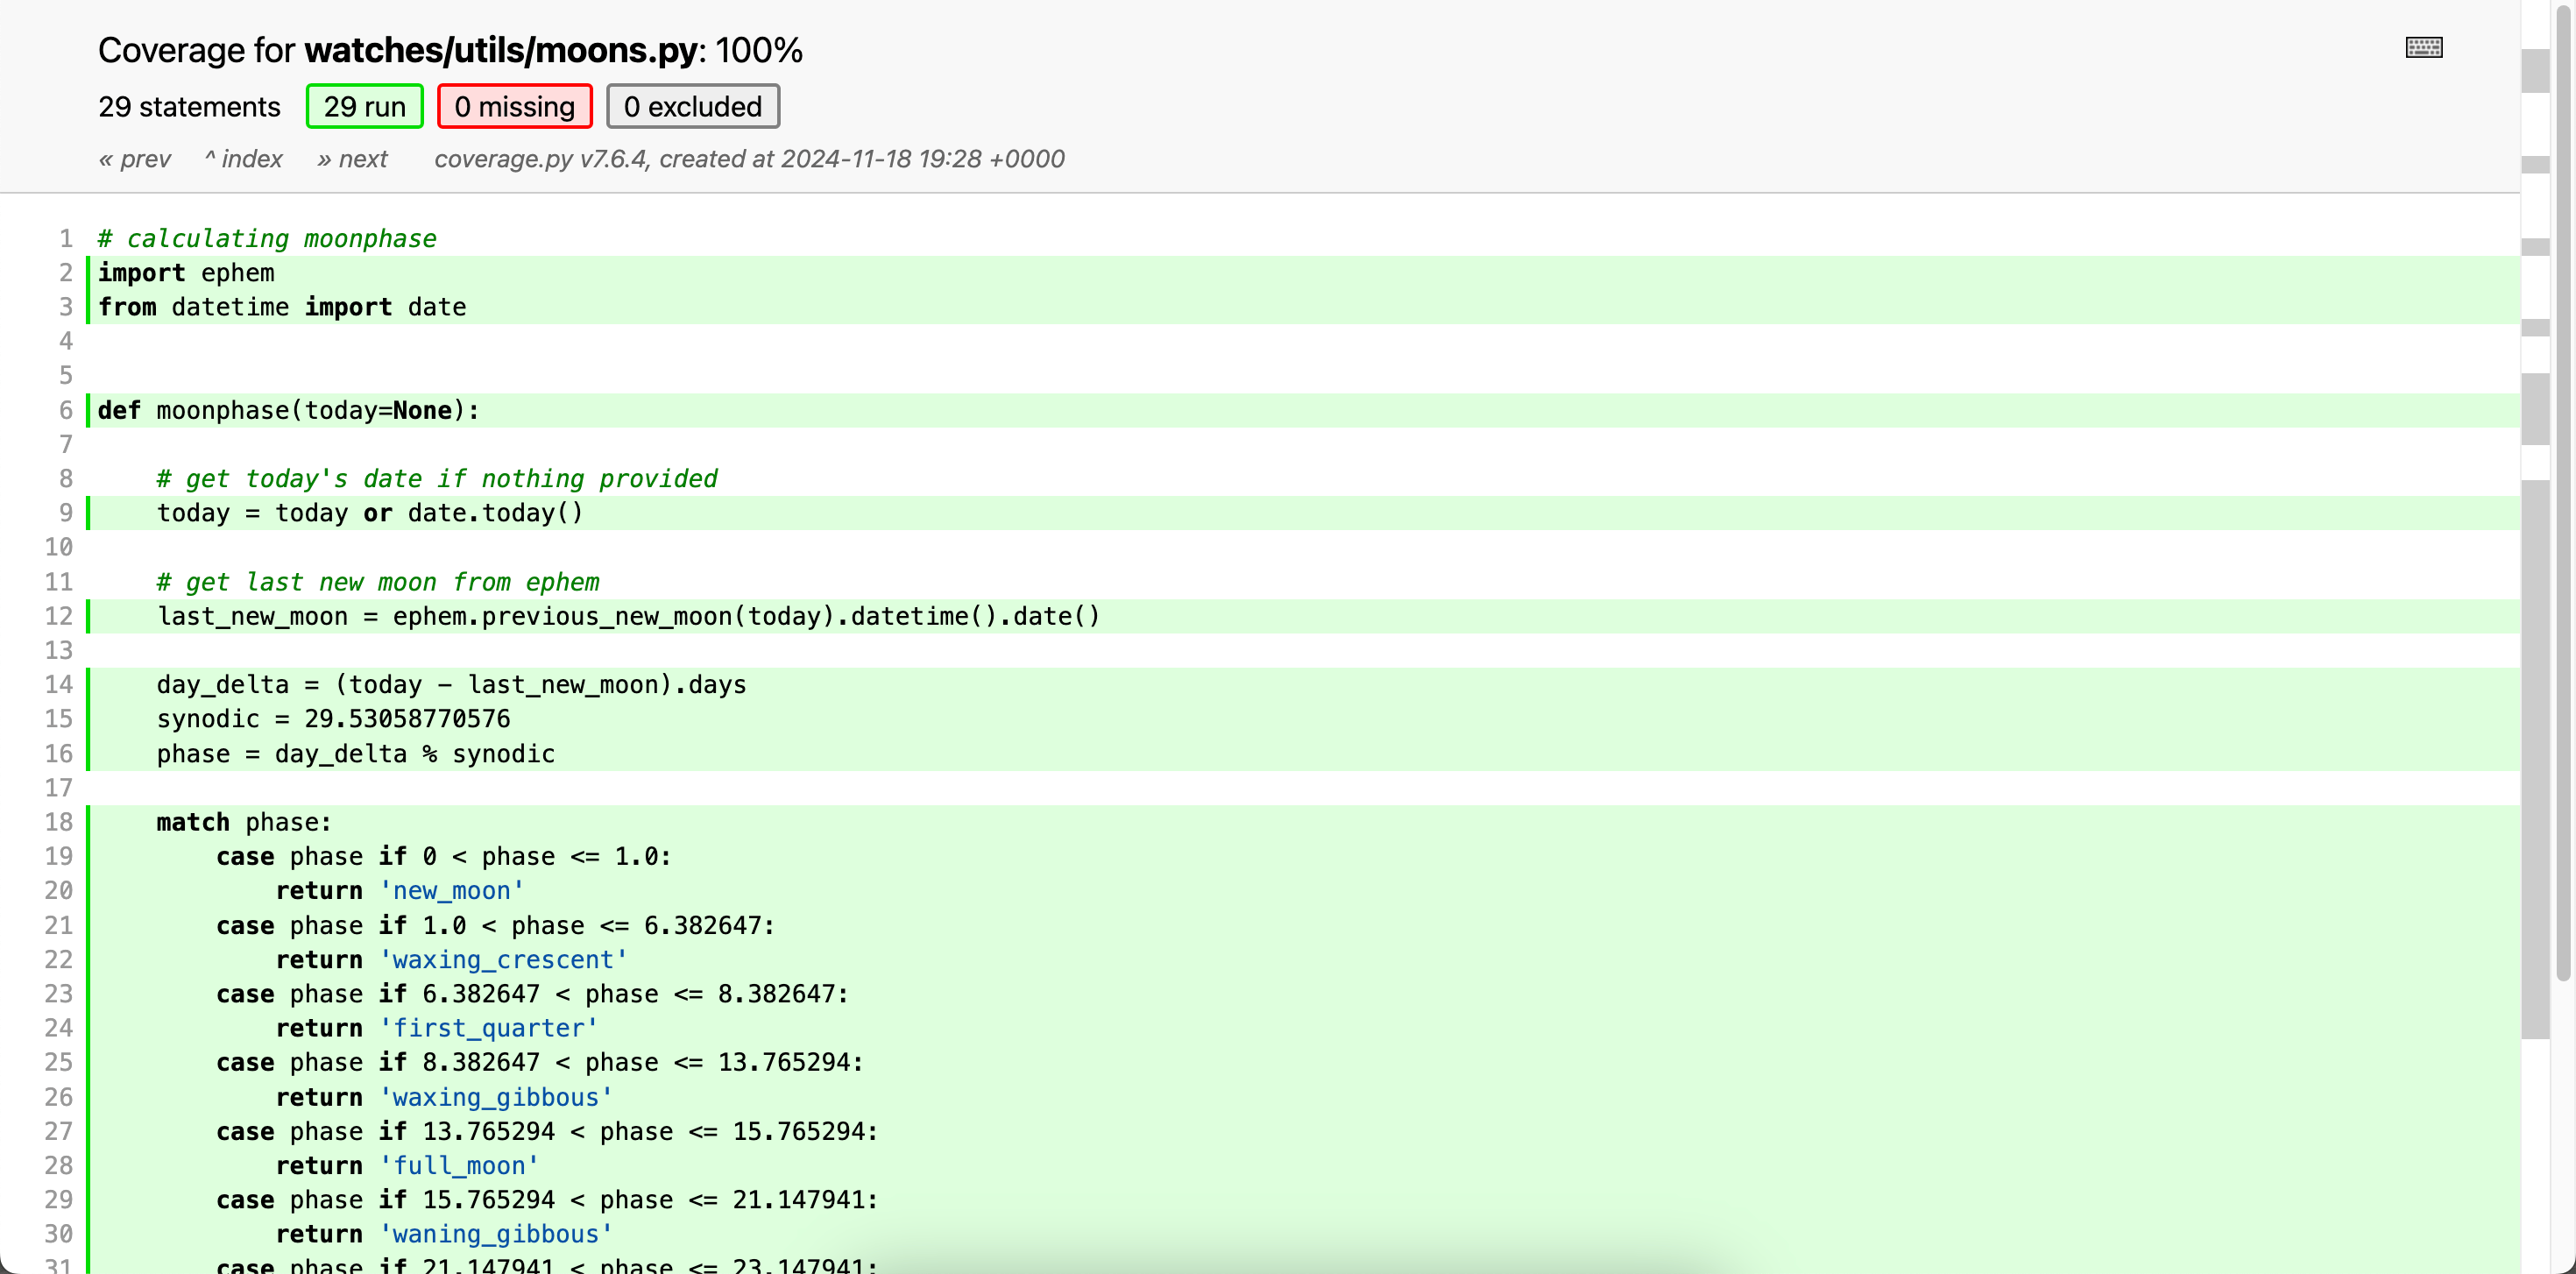 Coverage for watches/utils/moons.py: 100%
29 statements 29 run 0 missing 0 excluded
« prev ^ index » next coverage.py v7.6.4, created at 2024-11-18 19:28 +0000
1 # calculating moonphase
2 import ephem
3 from datetime import date
4
5
6 def moonphase(today=None):
7
8     # get today's date if nothing provided
9     today = today or date.today()
10
11     # get last new moon from ephem
12     last_new_moon = ephem.previous_new_moon(today).datetime().date()
13
14     day_delta = (today - last_new_moon).days
15     synodic = 29.53058770576
16     phase = day_delta % synodic
17
18     match phase:
19         case phase if 0 < phase <= 1.0:
20             return 'new_moon'
21         case phase if 1.0 < phase <= 6.382647:
22             return 'waxing_crescent'
23         case phase if 6.382647 < phase <= 8.382647:
24             return 'first_quarter'
25         case phase if 8.382647 < phase <= 13.765294:
26             return 'waxing_gibbous'
27         case phase if 13.765294 < phase <= 15.765294:
28             return 'full_moon'
29         case phase if 15.765294 < phase <= 21.147941:
30             return 'waning_gibbous'
31         case phase if 21.147941 < phase <= 23.147941: